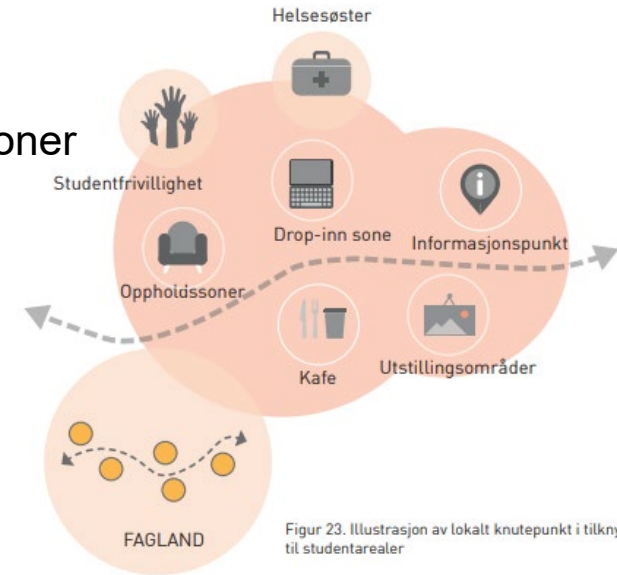 Helsesøster
oner
Studentfrivillighet
Drop-inn sone
Informasjonspunkt
Oppholdssoner
Kafe
Utstillingsområder
FAGLAND
Figur 23. Illustrasjon av lokalt knutepunkt i tilkny
til studentarealer